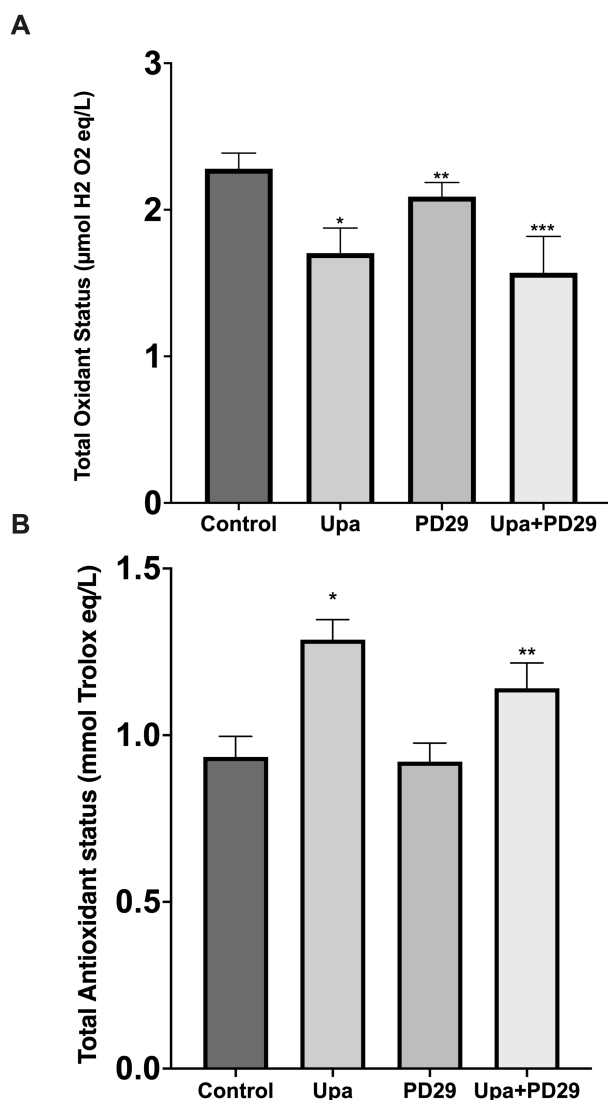 A
Total Oxidant Status (µmol H2 O2 eq/L)
3
2
1
0
*
**
***
Control Upa PD29 Upa+PD29
B
Total Antioxidant status (mmol Trolox eq/L)
1.5
1.0
0.5
0.0
*
**
Control Upa PD29 Upa+PD29